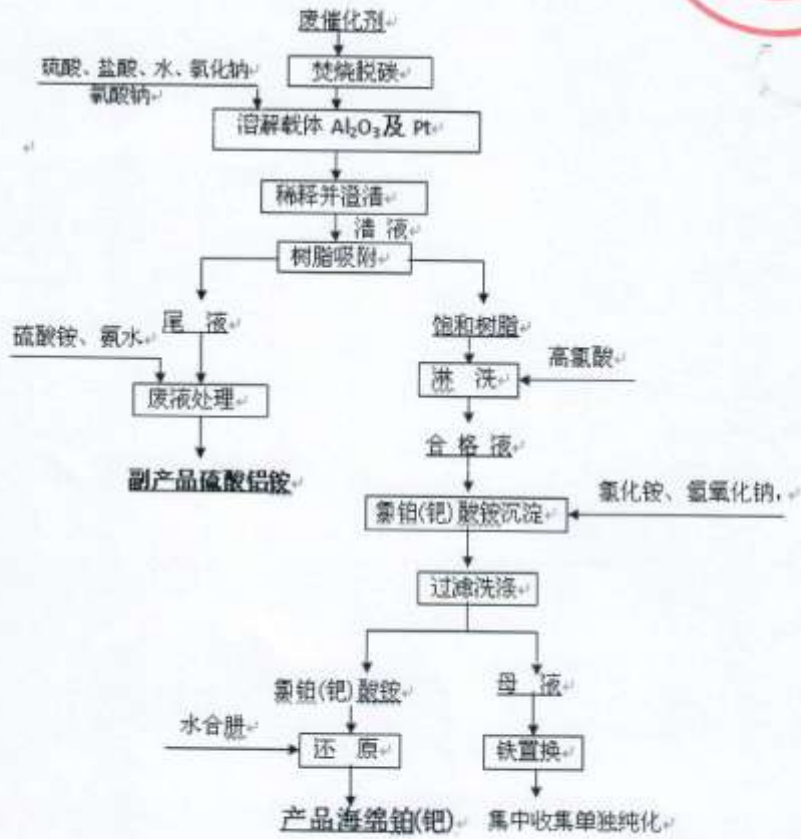 废催化剂
硫酸、盐酸、水、氯化钠
氯酸钠
焚烧脱碳
溶解载体 Al₂O₃及 Pt
稀释并澄清
清 液
树脂吸附
尾 液
饱和树脂
硫酸铵、氨水
高氯酸
淋 洗
废液处理
合 格 液
副产品硫酸铝铵
氯化铵、氢氧化钠,
氯铂(钯)酸铵沉淀
过滤洗涤
氯铂(钯)酸铵
母 液
水合肼
还 原
铁置换
产品海绵铂(钯)
集中收集单独纯化